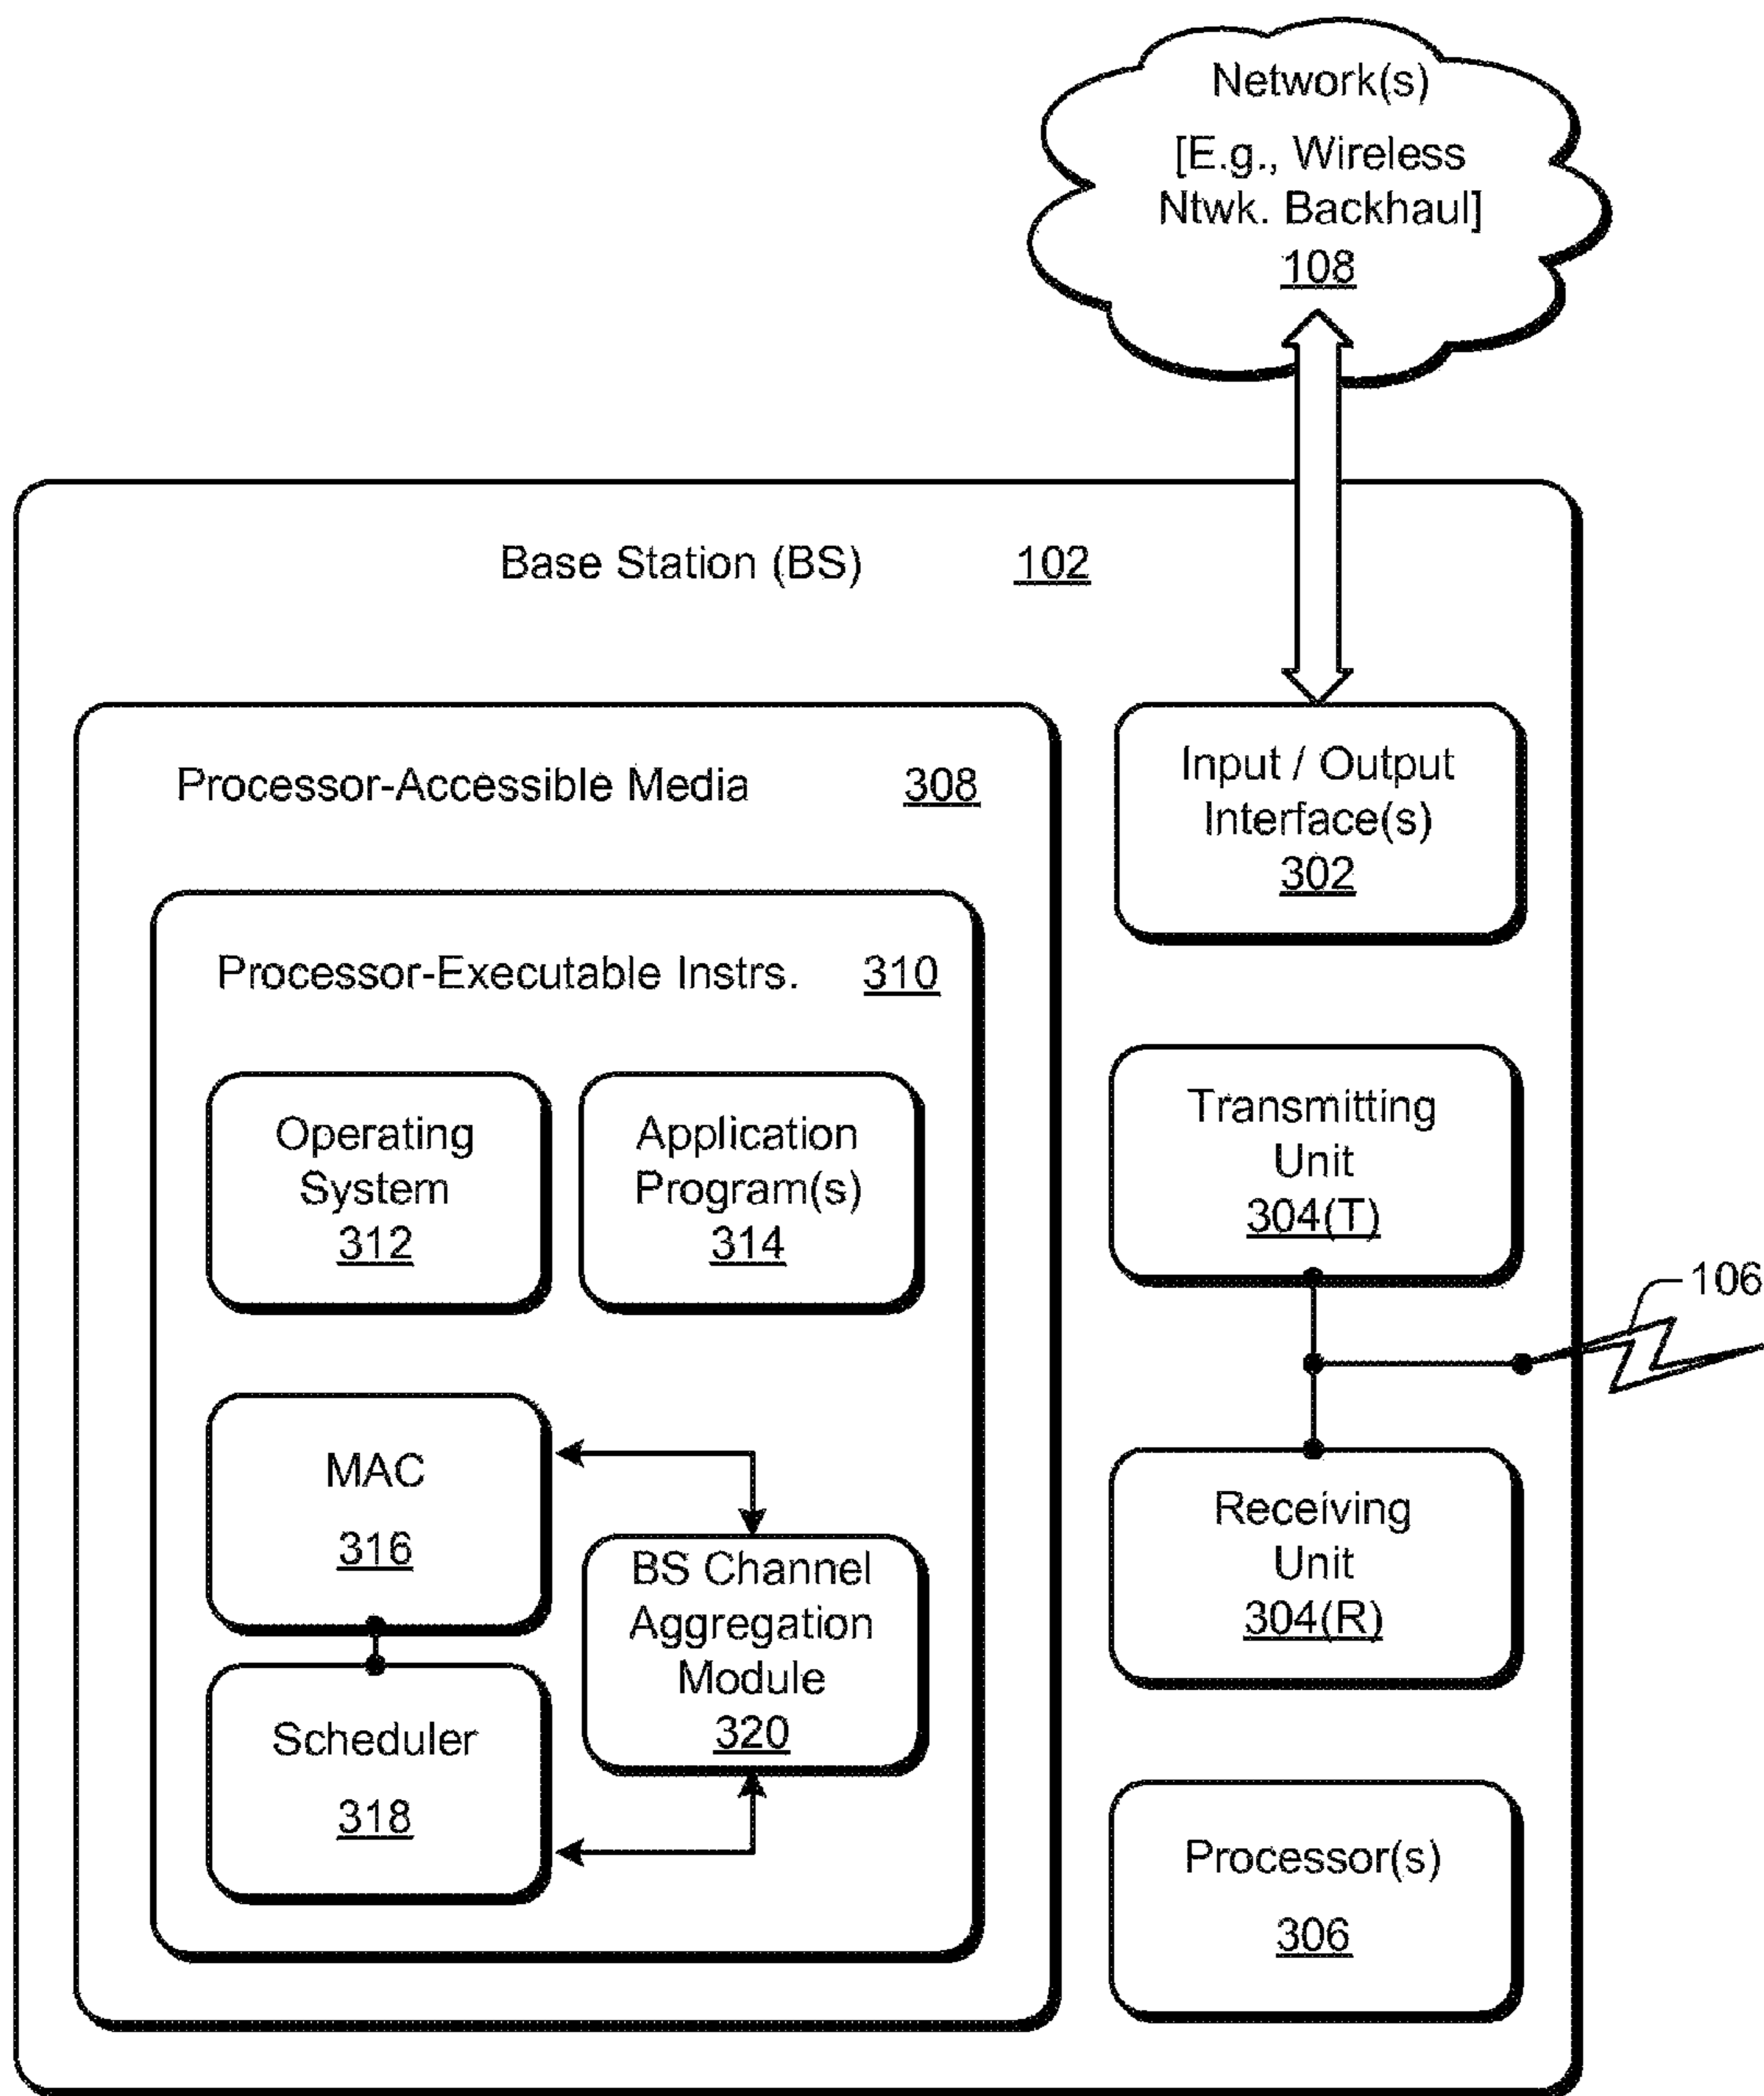 Network(s)
[E.g., Wireless
Ntwk. Backhaul]
108
Base Station (BS) 102
Processor-Accessible Media 308
Processor-Executable Instrs. 310
Operating
System
312
Application
Program(s)
314
MAC
316
Scheduler
318
BS Channel
Aggregation
Module
320
Input / Output
Interface(s)
302
Transmitting
Unit
304(T)
106
Receiving
Unit
304(R)
Processor(s)
306